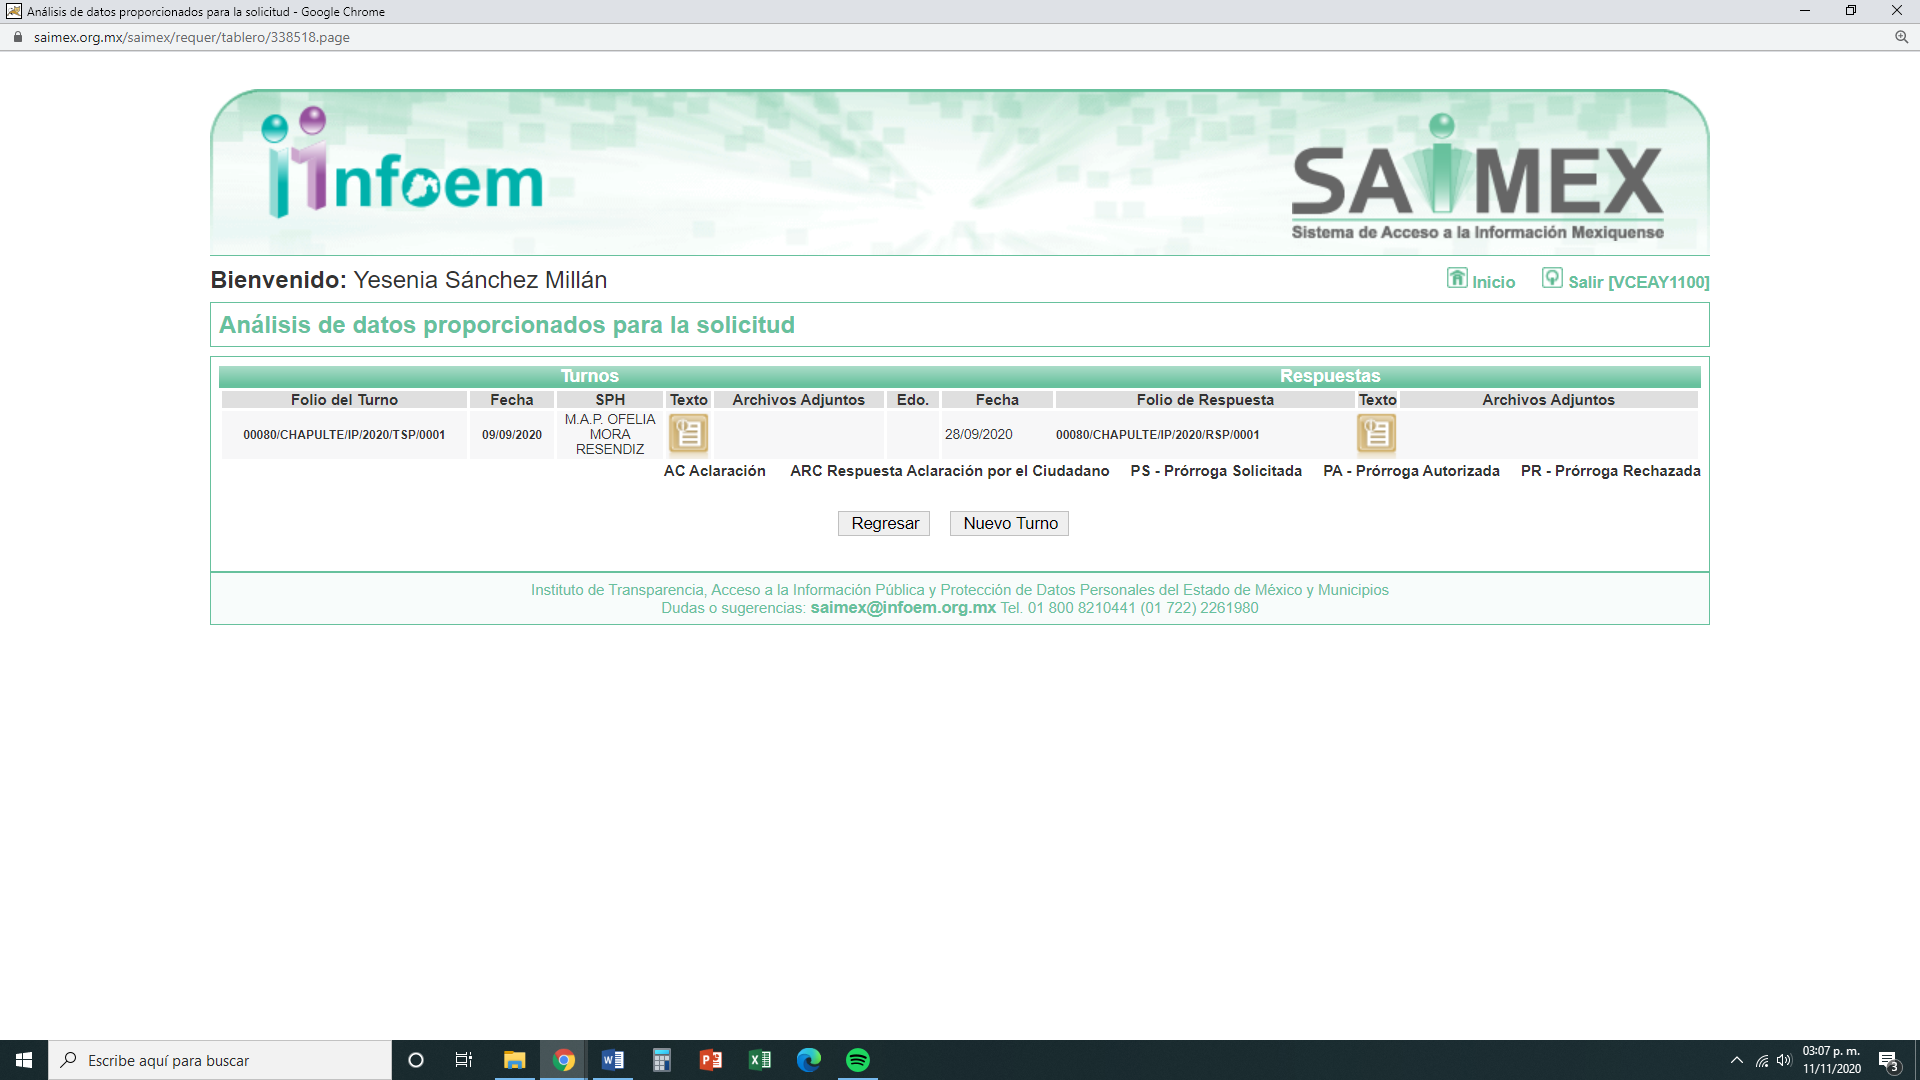 Análisis de datos proporcionados para la solicitud - Google Chrome
saimex.org.mx/saimex/requer/tablero/338518.page
infoem
SAIMEX
Sistema de Acceso a la Información Mexiquense
Bienvenido: Yesenia Sánchez Millán
Inicio Salir [VCEAY1100]
Análisis de datos proporcionados para la solicitud
Turnos Respuestas
Folio del Turno Fecha SPH Texto Archivos Adjuntos Edo. Fecha Folio de Respuesta Texto Archivos Adjuntos
00080/CHAPULTE/IP/2020/TSP/0001 09/09/2020 M.A.P. OFELIA MORA RESENDIZ 28/09/2020 00080/CHAPULTE/IP/2020/RSP/0001
AC Aclaración ARC Respuesta Aclaración por el Ciudadano PS - Prórroga Solicitada PA - Prórroga Autorizada PR - Prórroga Rechazada
Regresar Nuevo Turno
Instituto de Transparencia, Acceso a la Información Pública y Protección de Datos Personales del Estado de México y Municipios
Dudas o sugerencias: saimex@infoem.org.mx Tel. 01 800 8210441 (01 722) 2261980
Escribe aquí para buscar
03:07 p. m.
11/11/2020
3